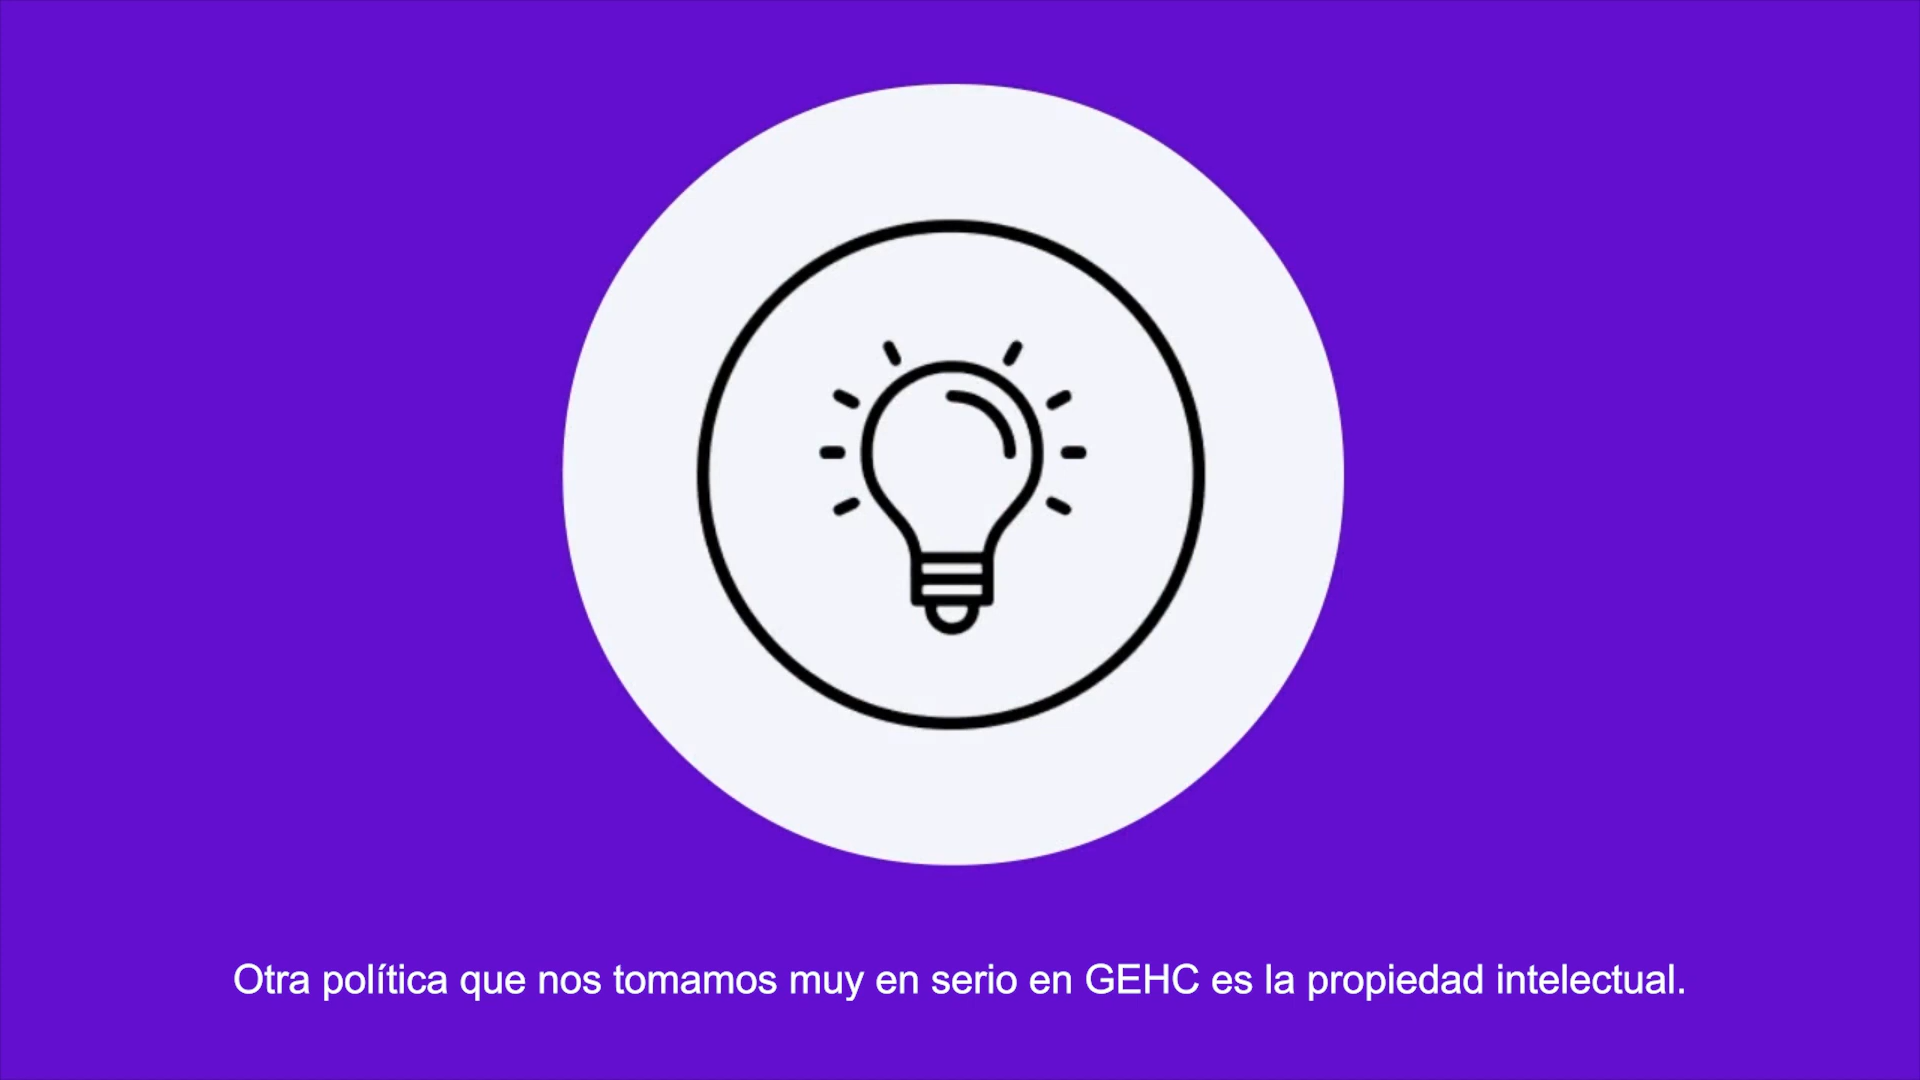 Otra política que nos tomamos muy en serio en GEHC es la propiedad intelectual.